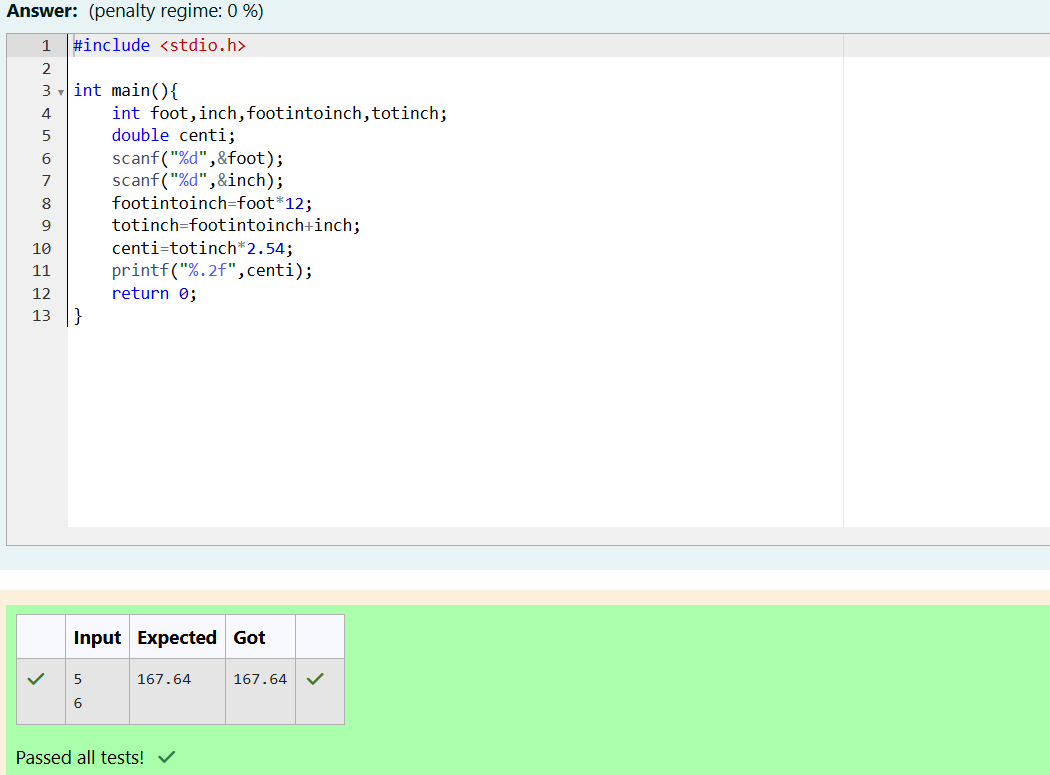 Answer: (penalty regime: 0 %)
1 #include <stdio.h>
2
3 int main(){
4     int foot,inch,footintoinch,totinch;
5     double centi;
6     scanf("%d",&foot);
7     scanf("%d",&inch);
8     footintoinch=foot*12;
9     totinch=footintoinch+inch;
10     centi=totinch*2.54;
11     printf("%.2f",centi);
12     return 0;
13 }
Input Expected Got
5 167.64 167.64
6
Passed all tests!